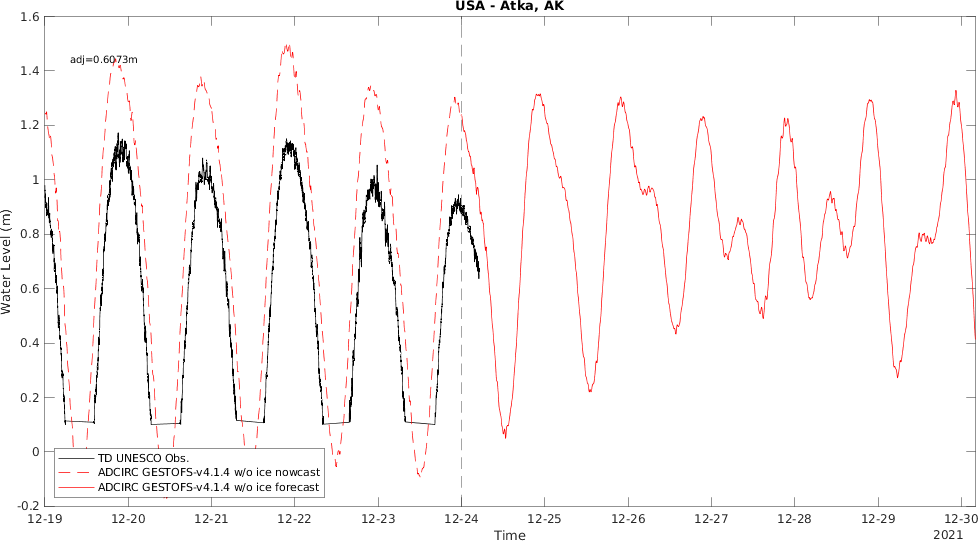 USA - Atka, AK
1.6
1.4
1.2
1
0.8
0.6
0.4
0.2
0
-0.2
Water Level (m)
adj=0.6073m
TD UNESCO Obs.
ADCIRC GESTOFS-v4.1.4 w/o ice nowcast
ADCIRC GESTOFS-v4.1.4 w/o ice forecast
12-19 12-20 12-21 12-22 12-23 12-24 12-25 12-26 12-27 12-28 12-29 12-30
Time
2021